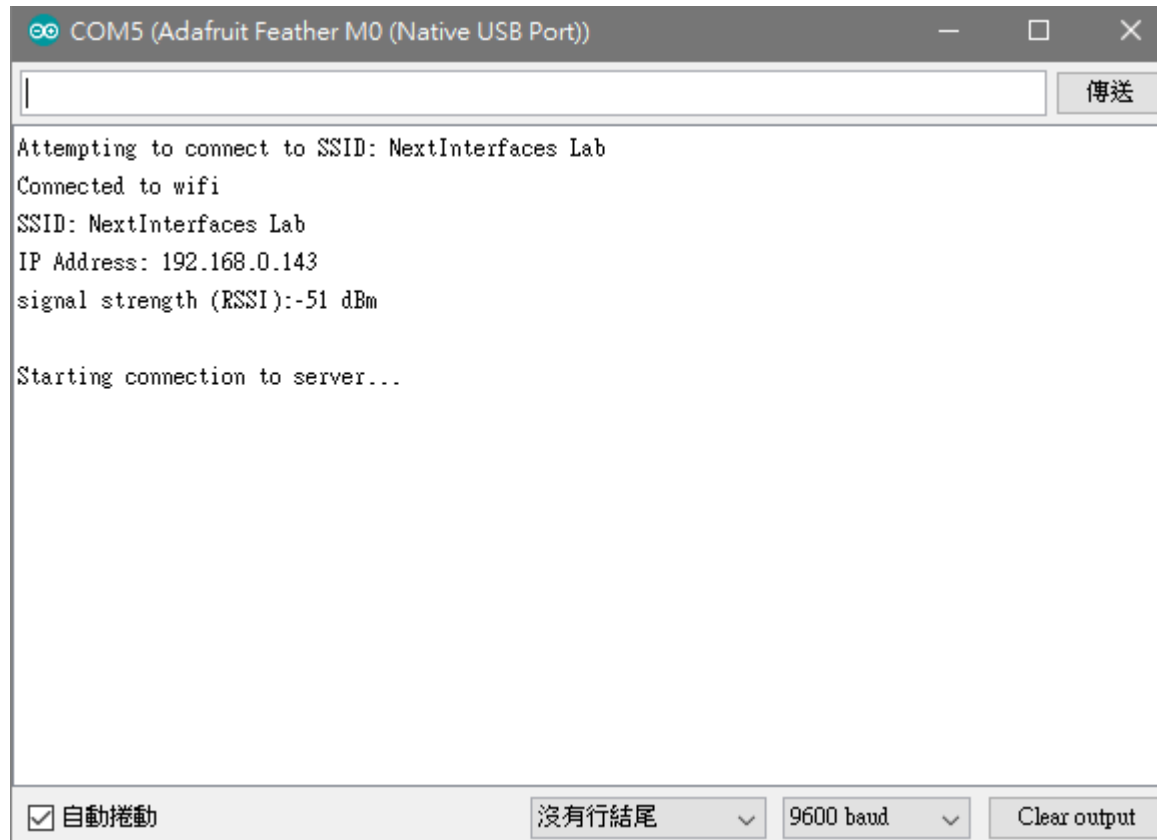 COM5 (Adafruit Feather M0 (Native USB Port))
傳送
Attempting to connect to SSID: NextInterfaces Lab
Connected to wifi
SSID: NextInterfaces Lab
IP Address: 192.168.0.143
signal strength (RSSI):-51 dBm
Starting connection to server...
自動捲動
沒有行結尾
9600 baud
Clear output